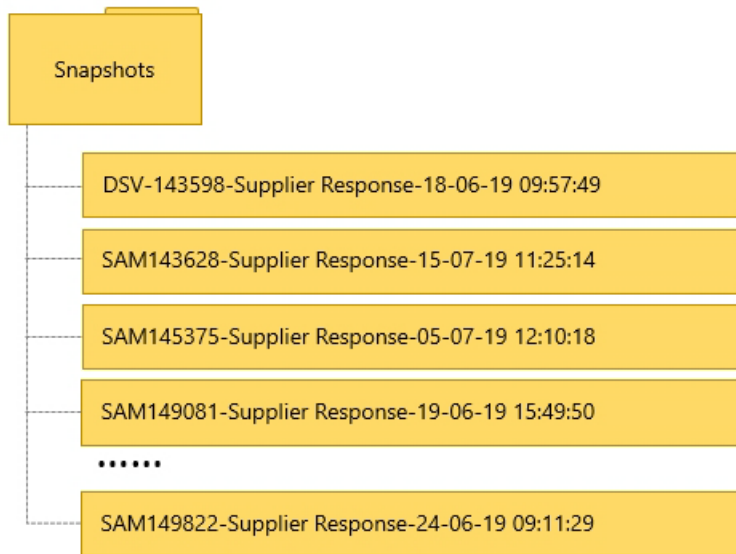 Snapshots
DSV-143598-Supplier Response-18-06-19 09:57:49
SAM143628-Supplier Response-15-07-19 11:25:14
SAM145375-Supplier Response-05-07-19 12:10:18
SAM149081-Supplier Response-19-06-19 15:49:50
••••••
SAM149822-Supplier Response-24-06-19 09:11:29